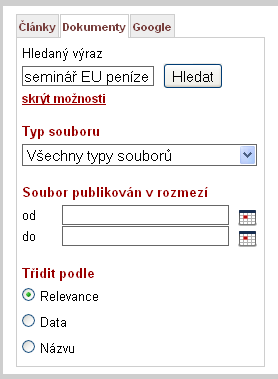 Články Dokumenty Google
Hledaný výraz
seminář EU peníze Hledat
skrýt možnosti
Typ souboru
Všechny typy souborů
Soubor publikován v rozmezí
od
do
Třidit podle
Relevance
Data
Názvu